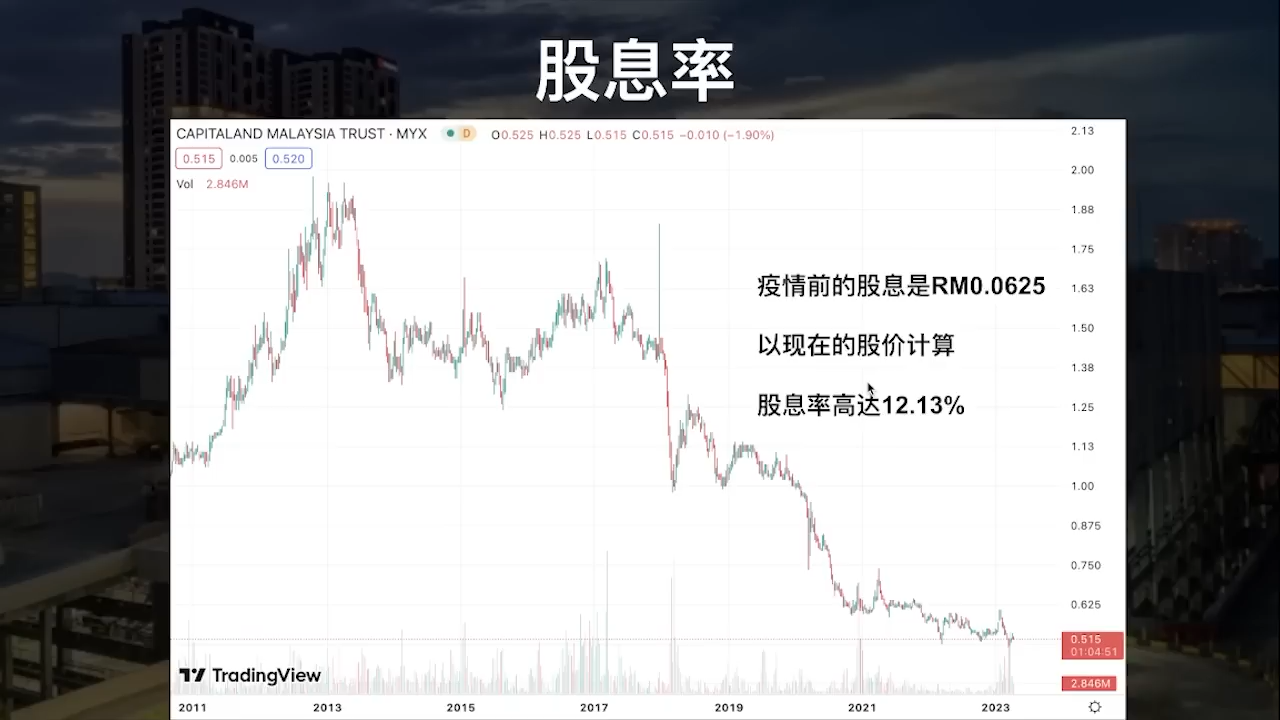 股息率
CAPITALAND MALAYSIA TRUST · MYX D O0.525 H0.525 L0.515 C0.515 −0.010 (−1.90%)
0.515 0.005 0.520
Vol 2.846M
2.13
2.00
1.88
1.75
1.63
1.50
1.38
1.25
1.13
1.00
0.875
0.750
0.625
0.515
01:04:51
2.846M
疫情前的股息是RM0.0625
以现在的股价计算
股息率高达12.13%
TradingView
2011 2013 2015 2017 2019 2021 2023